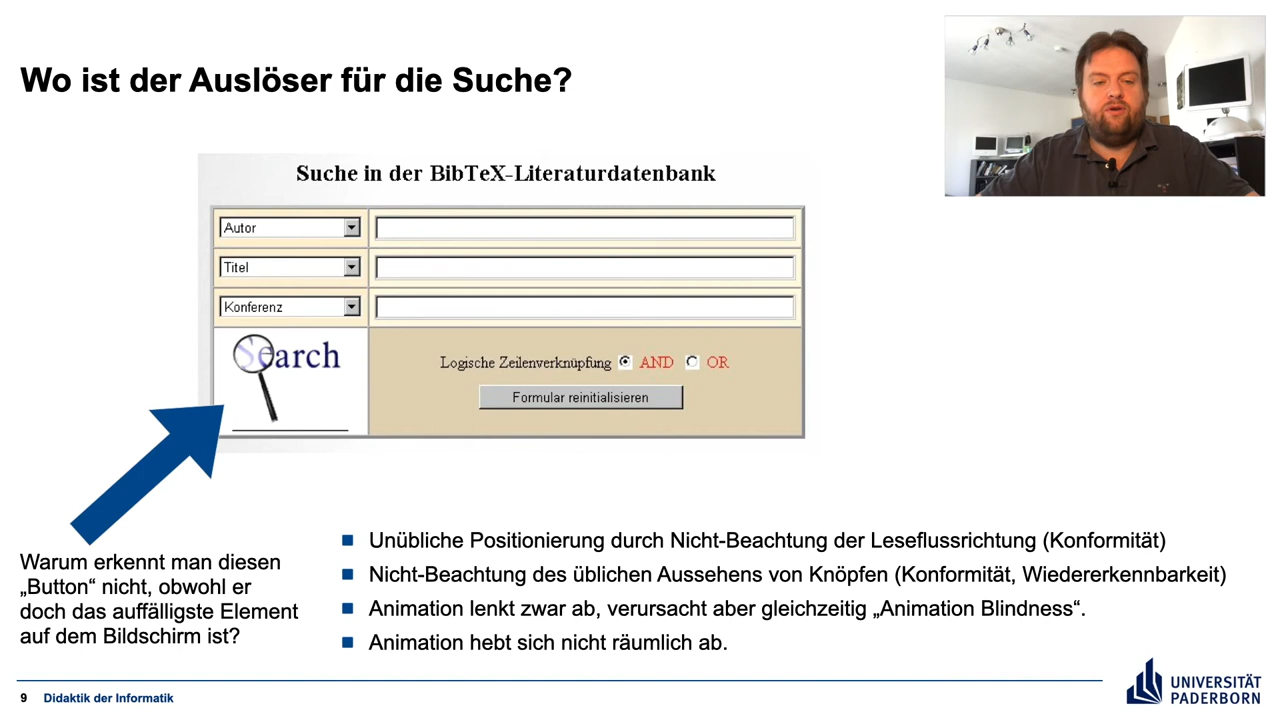 Wo ist der Auslöser für die Suche?
Suche in der BibTeX-Literaturdatenbank
Autor
Titel
Konferenz
Search
Logische Zeilenverknüpfung AND OR
Formular reinitialisieren
Warum erkennt man diesen
„Button“ nicht, obwohl er
doch das auffälligste Element
auf dem Bildschirm ist?
Unübliche Positionierung durch Nicht-Beachtung der Leseflussrichtung (Konformität)
Nicht-Beachtung des üblichen Aussehens von Knöpfen (Konformität, Wiedererkennbarkeit)
Animation lenkt zwar ab, verursacht aber gleichzeitig „Animation Blindness“.
Animation hebt sich nicht räumlich ab.
9 Didaktik der Informatik
UNIVERSITÄT
PADERBORN